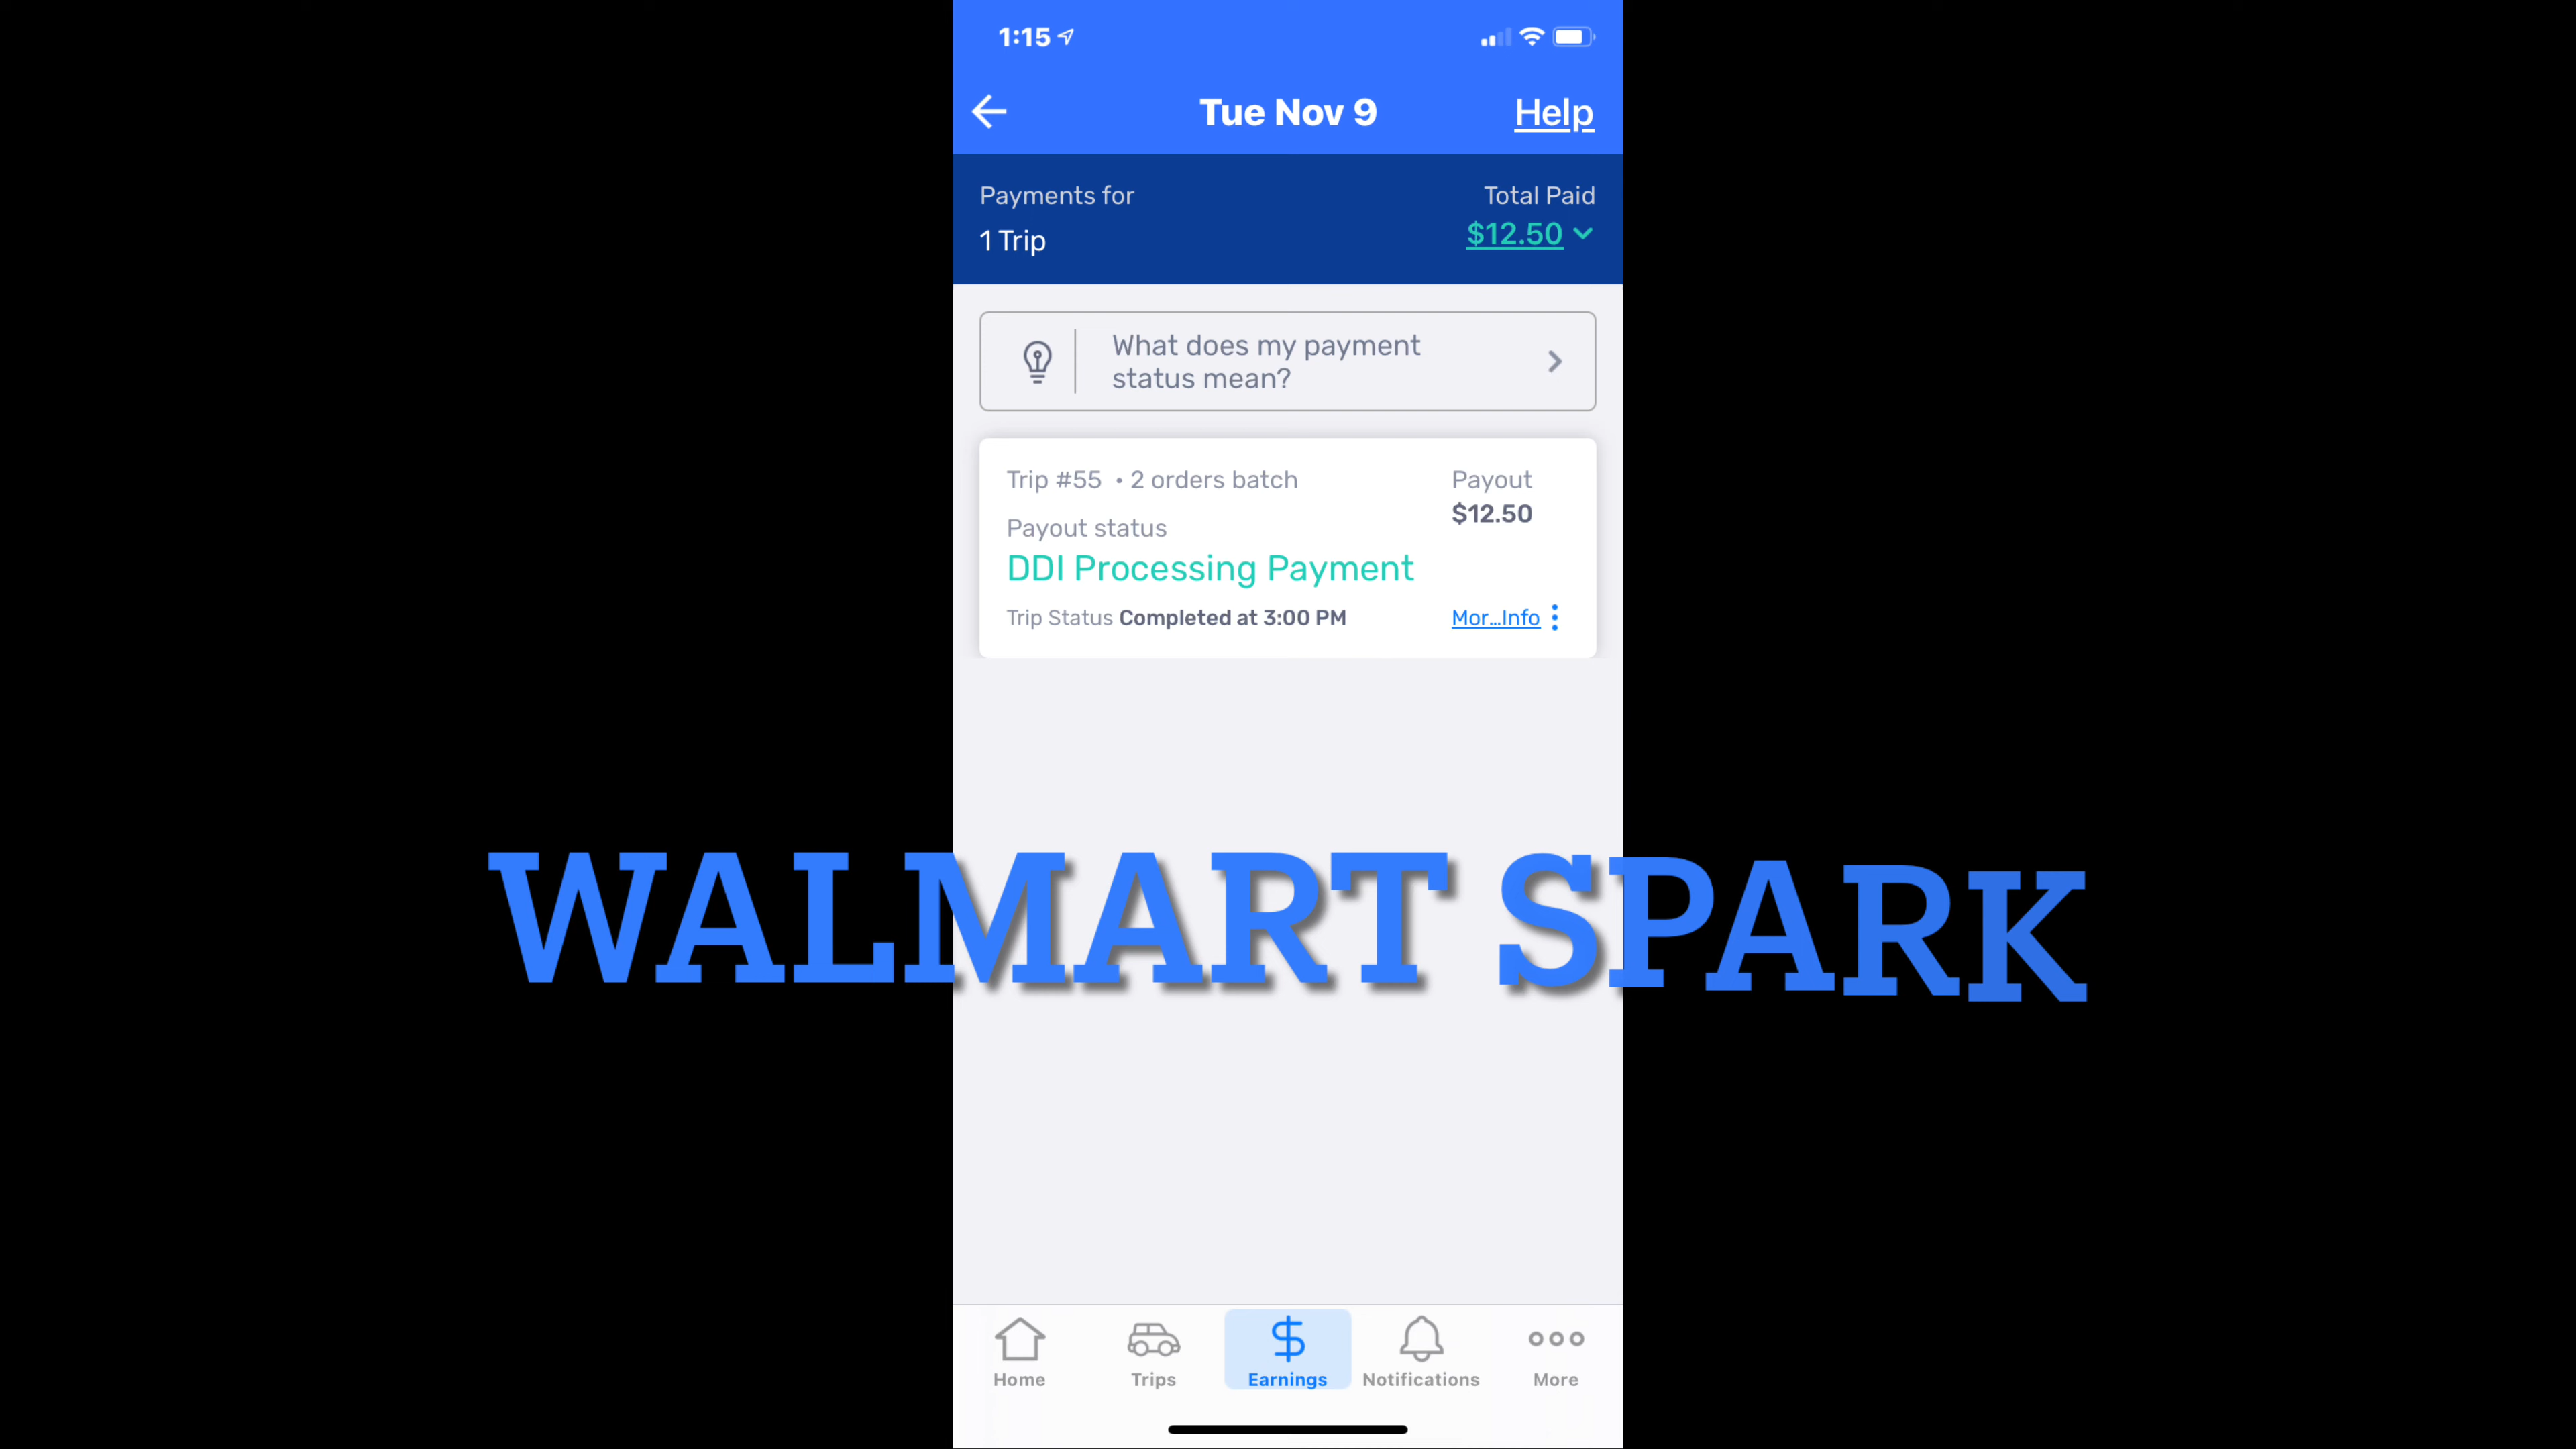 1:15
Tue Nov 9
Help
Payments for
Total Paid
1 Trip
$12.50
What does my payment
status mean?
Trip #55 • 2 orders batch
Payout
$12.50
Payout status
DDI Processing Payment
Trip Status Completed at 3:00 PM
Mor...Info
WALMART SPARK
Home
Trips
Earnings
Notifications
More